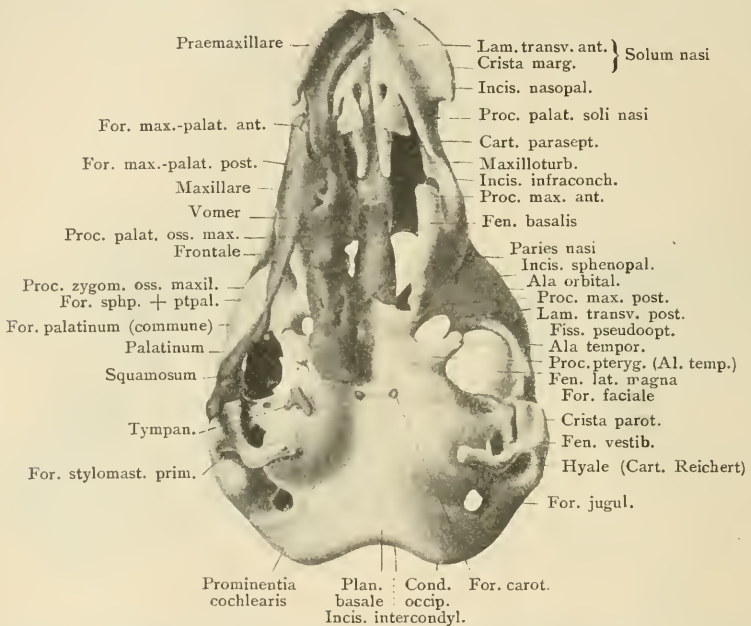 Praemaxillare
For. max.-palat. ant.
For. max.-palat. post.
Maxillare
Vomer
Proc. palat. oss. max.
Frontale
Proc. zygom. oss. maxil.
For. sphp. + ptpal.
For. palatinum (commune)
Palatinum
Squamosum
Tympan.
For. stylomast. prim.
Lam. transv. ant. } Solum nasi
Crista marg.
Incis. nasopal.
Proc. palat. soli nasi
Cart. parasept.
Maxilloturb.
Incis. infraconch.
Proc. max. ant.
Fen. basalis
Paries nasi
Incis. sphenopal.
Ala orbital.
Proc. max. post.
Lam. transv. post.
Fiss. pseudoopt.
Ala tempor.
Proc. pteryg. (Al. temp.)
Fen. lat. magna
For. faciale
Crista parot.
Fen. vestib.
Hyale (Cart. Reichert)
For. jugul.
Prominentia
cochlearis
Plan.
basale
Cond.
occip.
For. carot.
Incis. intercondyl.